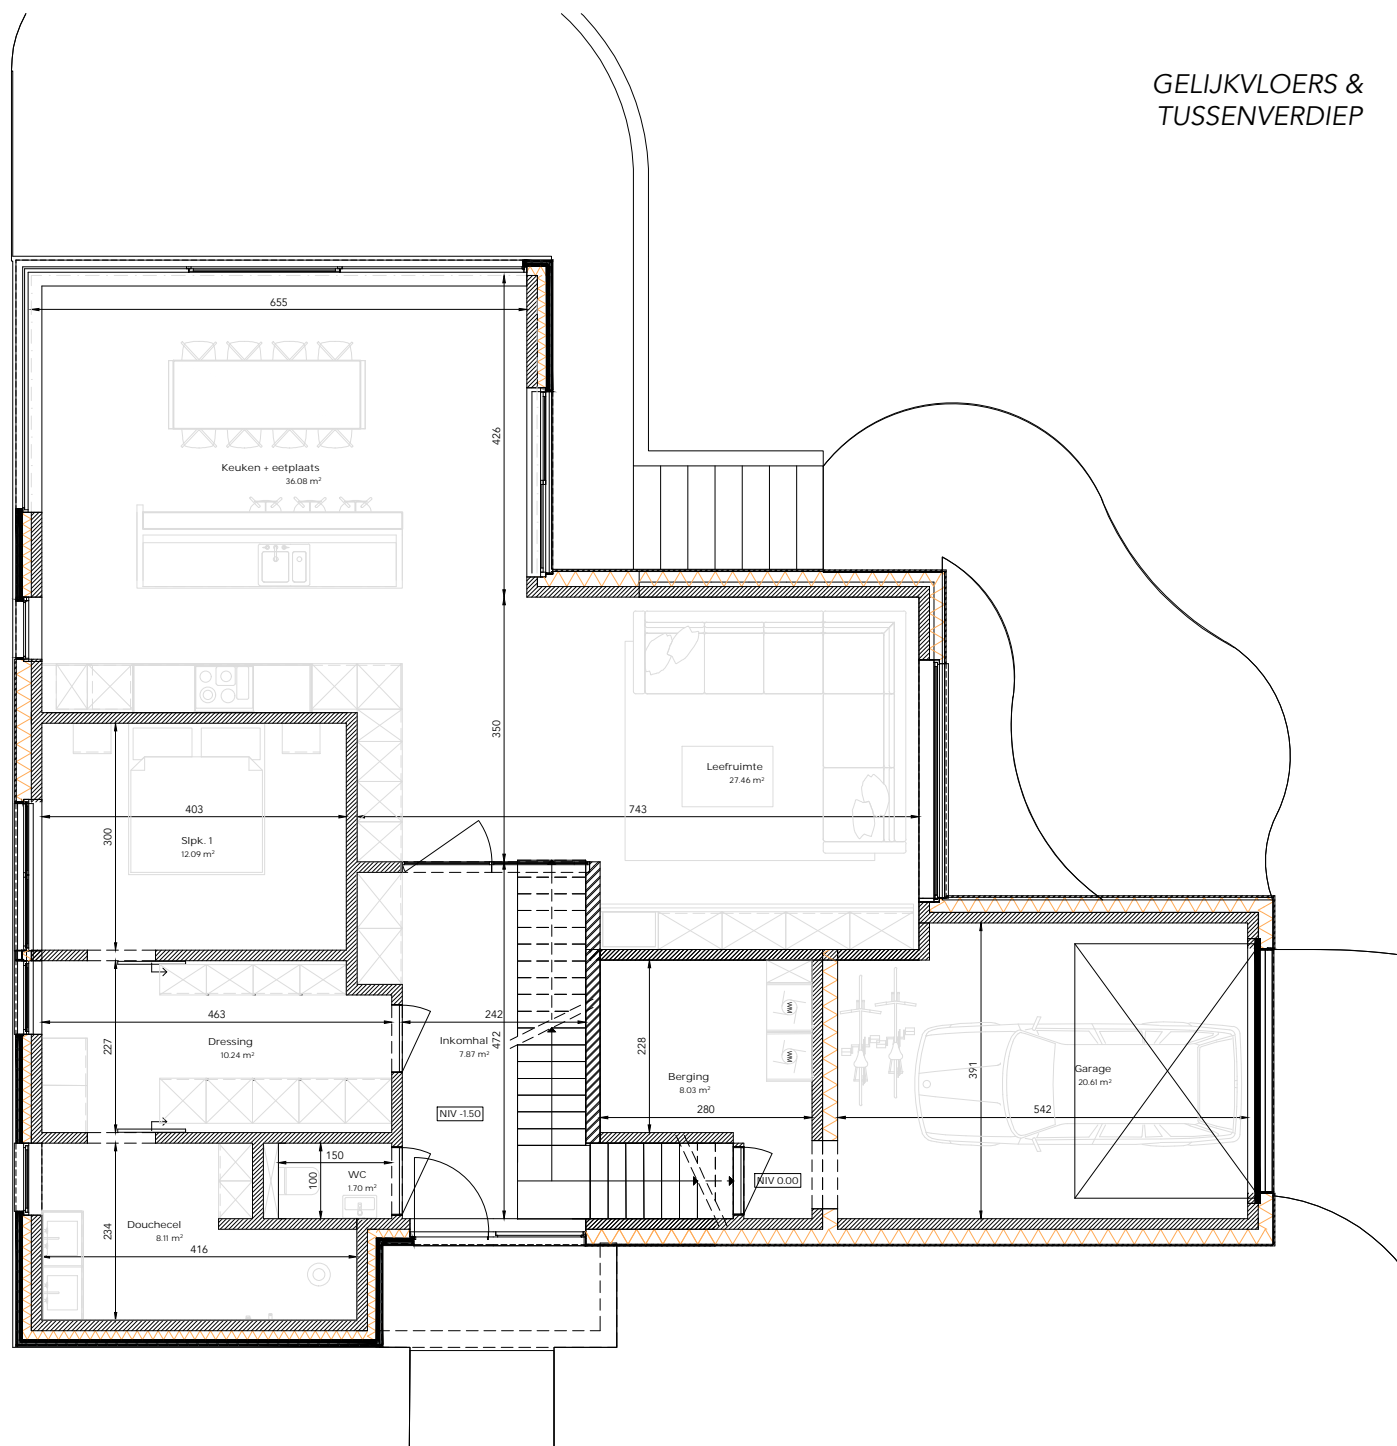 GELIJKVLOERS &
TUSSENVERDIEP
655
426
Keuken + eetplaats
36.08 m²
350
Leefruimte
27.46 m²
403
743
300
Slpk. 1
12.09 m²
463
242
472
227
Dressing
10.24 m²
Inkomhal
7.87 m²
WM
WM
228
Berging
8.03 m²
280
391
Garage
20.61 m²
542
NIV -1.50
150
100
WC
1.70 m²
NIV 0.00
234
Douchecel
8.11 m²
416